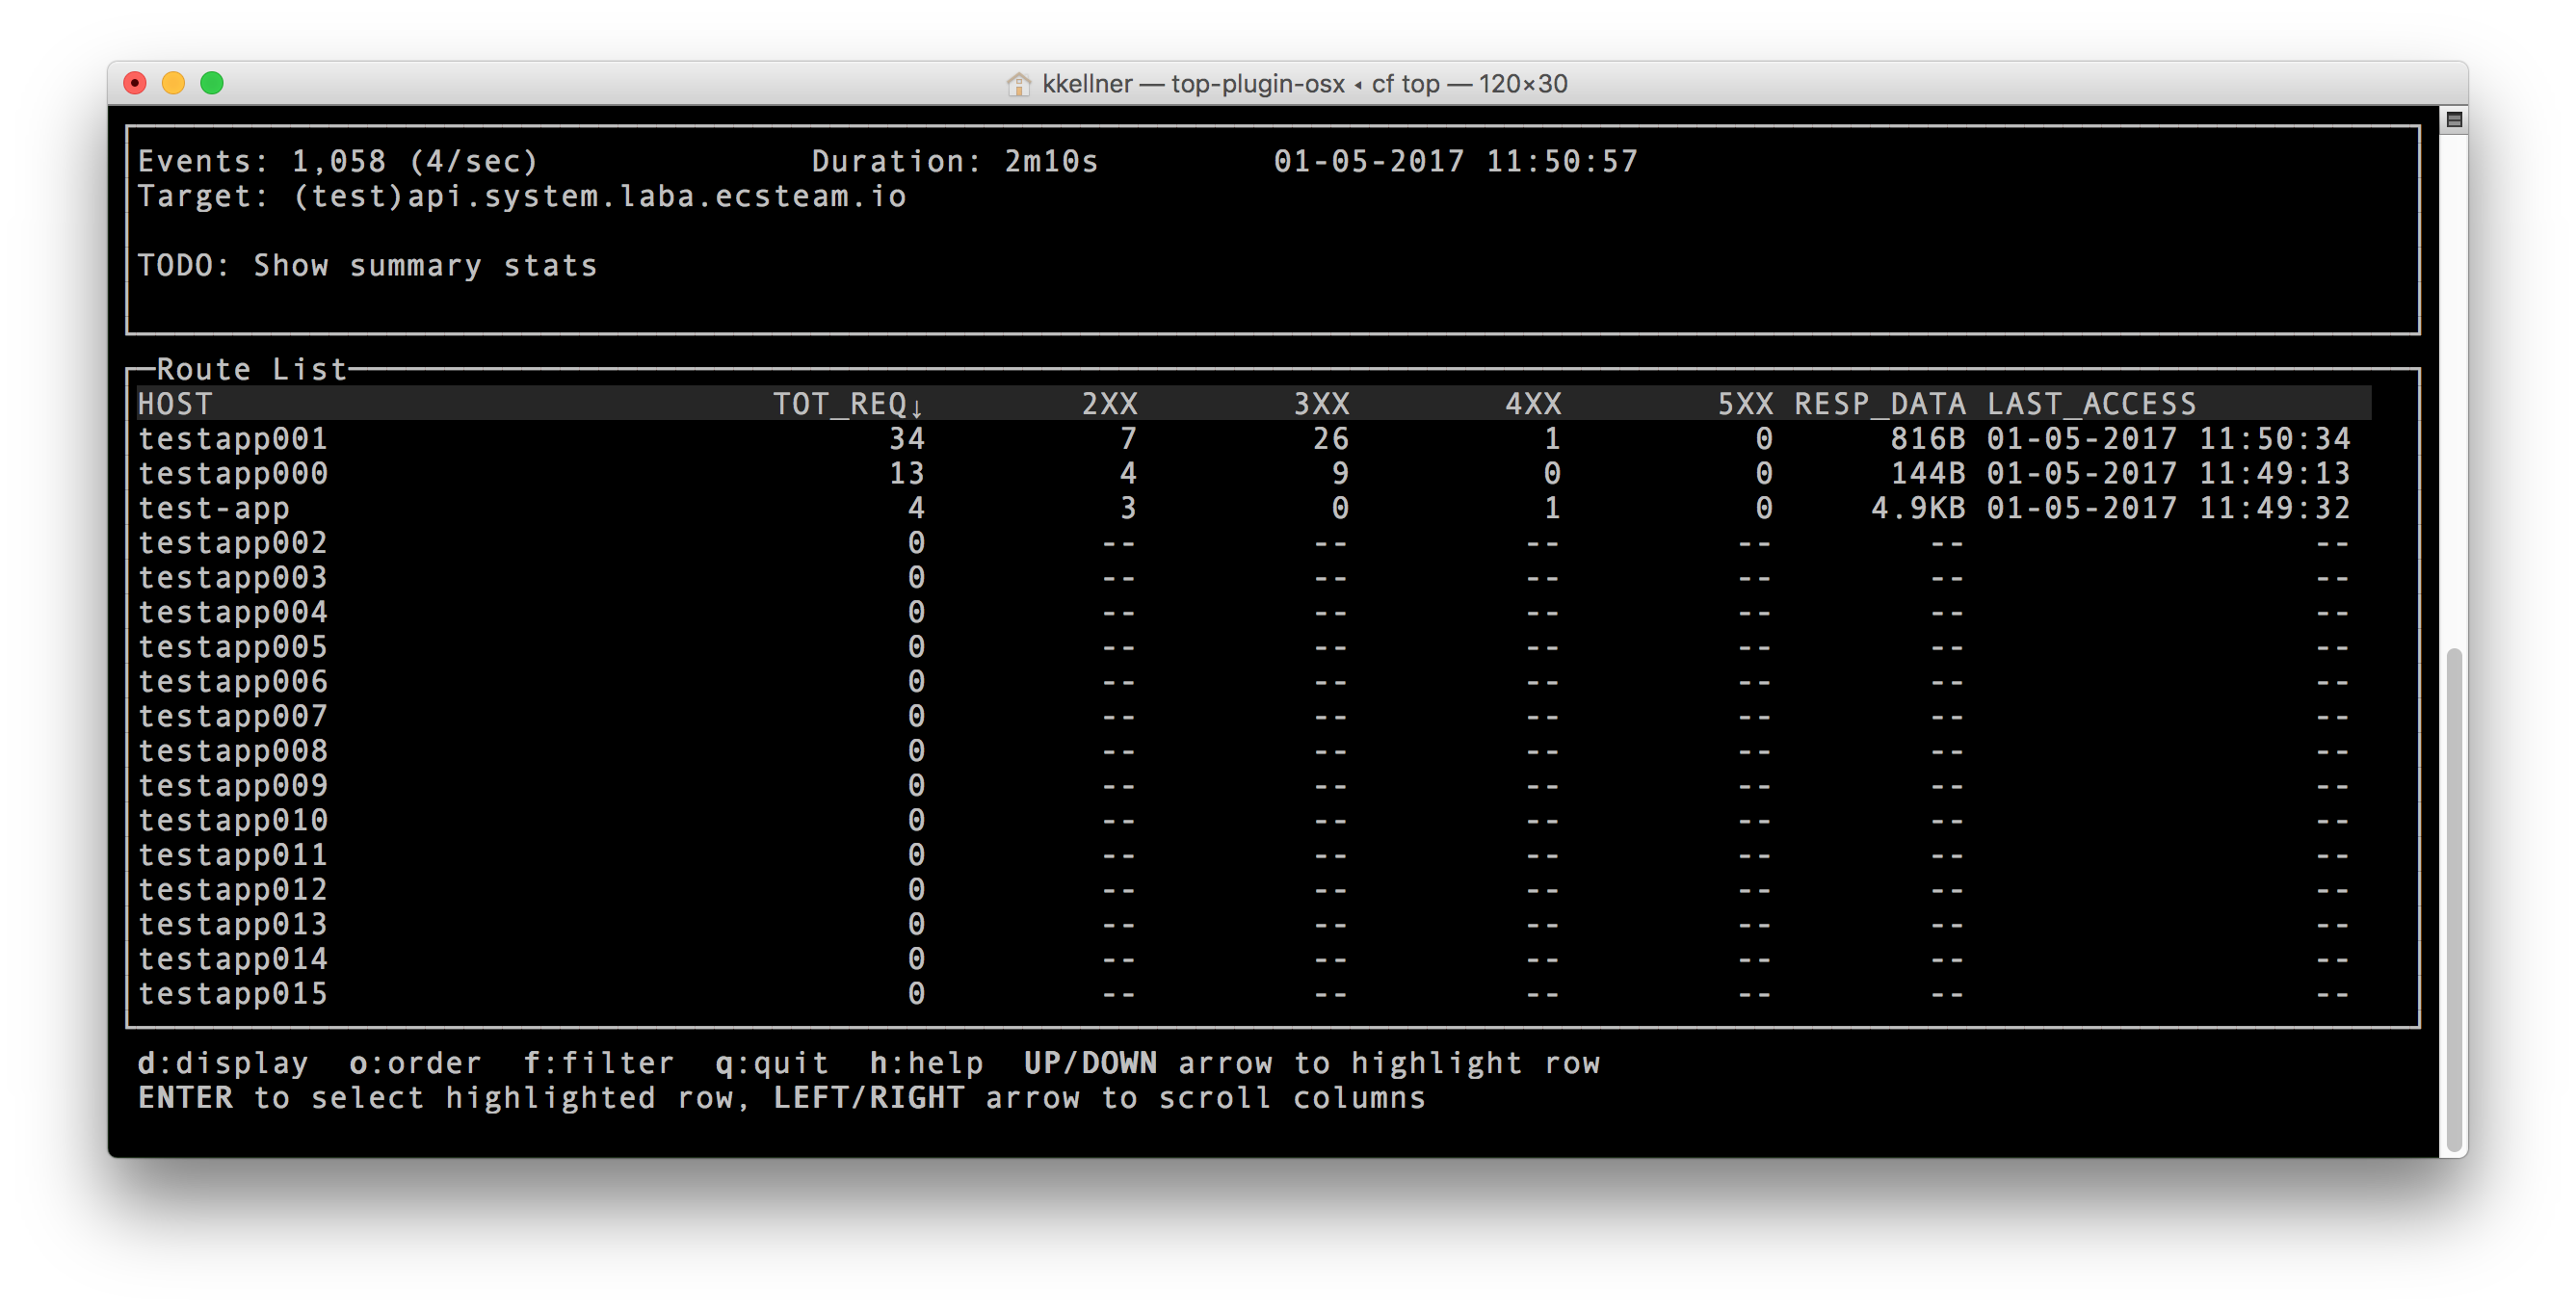 kkellner — top-plugin-osx ◂ cf top — 120×30
Events: 1,058 (4/sec) Duration: 2m10s 01-05-2017 11:50:57
Target: (test)api.system.laba.ecsteam.io
TODO: Show summary stats
Route List
HOST TOT_REQ↓ 2XX 3XX 4XX 5XX RESP_DATA LAST_ACCESS
testapp001 34 7 26 1 0 816B 01-05-2017 11:50:34
testapp000 13 4 9 0 0 144B 01-05-2017 11:49:13
test-app 4 3 0 1 0 4.9KB 01-05-2017 11:49:32
testapp002 0 -- -- -- -- -- --
testapp003 0 -- -- -- -- -- --
testapp004 0 -- -- -- -- -- --
testapp005 0 -- -- -- -- -- --
testapp006 0 -- -- -- -- -- --
testapp007 0 -- -- -- -- -- --
testapp008 0 -- -- -- -- -- --
testapp009 0 -- -- -- -- -- --
testapp010 0 -- -- -- -- -- --
testapp011 0 -- -- -- -- -- --
testapp012 0 -- -- -- -- -- --
testapp013 0 -- -- -- -- -- --
testapp014 0 -- -- -- -- -- --
testapp015 0 -- -- -- -- -- --
d:display o:order f:filter q:quit h:help UP/DOWN arrow to highlight row
ENTER to select highlighted row, LEFT/RIGHT arrow to scroll columns